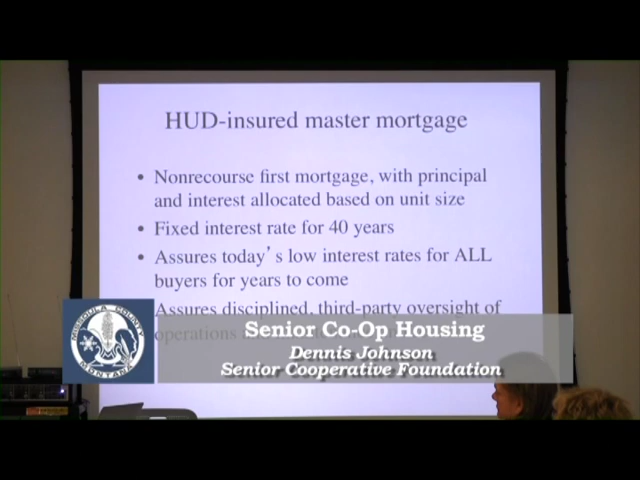 HUD-insured master mortgage
• Nonrecourse first mortgage, with principal
and interest allocated based on unit size
• Fixed interest rate for 40 years
• Assures today's low interest rates for ALL
buyers for years to come
Assures disciplined, third-party oversight of
operations
MISSOULA COUNTY
MONTANA
Senior Co-Op Housing
Dennis Johnson
Senior Cooperative Foundation